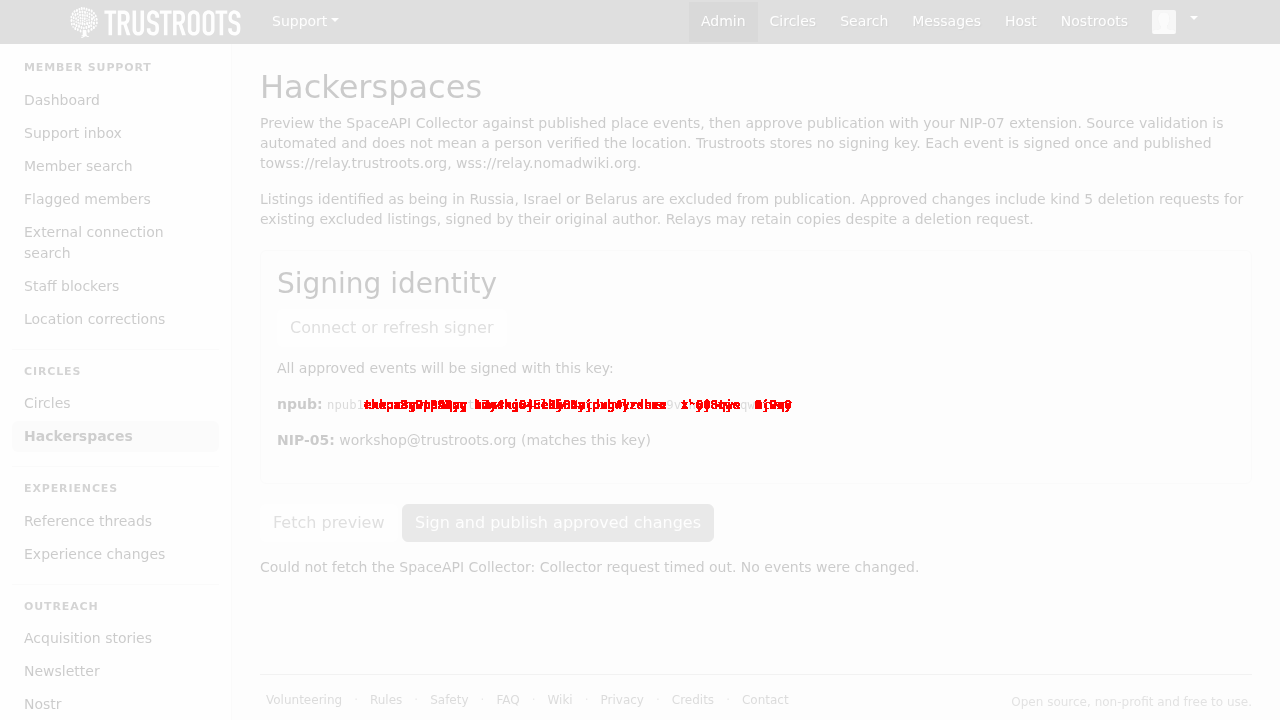 TRUSTROOTS
Support
Admin
Circles
Search
Messages
Host
Nostroots
MEMBER SUPPORT
Dashboard
Support inbox
Member search
Flagged members
External connection
search
Staff blockers
Location corrections
CIRCLES
Circles
Hackerspaces
EXPERIENCES
Reference threads
Experience changes
OUTREACH
Acquisition stories
Newsletter
Nostr
Hackerspaces
Preview the SpaceAPI Collector against published place events, then approve publication with your NIP-07 extension. Source validation is
automated and does not mean a person verified the location. Trustroots stores no signing key. Each event is signed once and published
towss://relay.trustroots.org, wss://relay.nomadwiki.org.
Listings identified as being in Russia, Israel or Belarus are excluded from publication. Approved changes include kind 5 deletion requests for
existing excluded listings, signed by their original author. Relays may retain copies despite a deletion request.
Signing identity
Connect or refresh signer
All approved events will be signed with this key:
npub:
NIP-05: workshop@trustroots.org (matches this key)
Fetch preview
Sign and publish approved changes
Could not fetch the SpaceAPI Collector: Collector request timed out. No events were changed.
Volunteering · Rules · Safety · FAQ · Wiki · Privacy · Credits · Contact
Open source, non-profit and free to use.